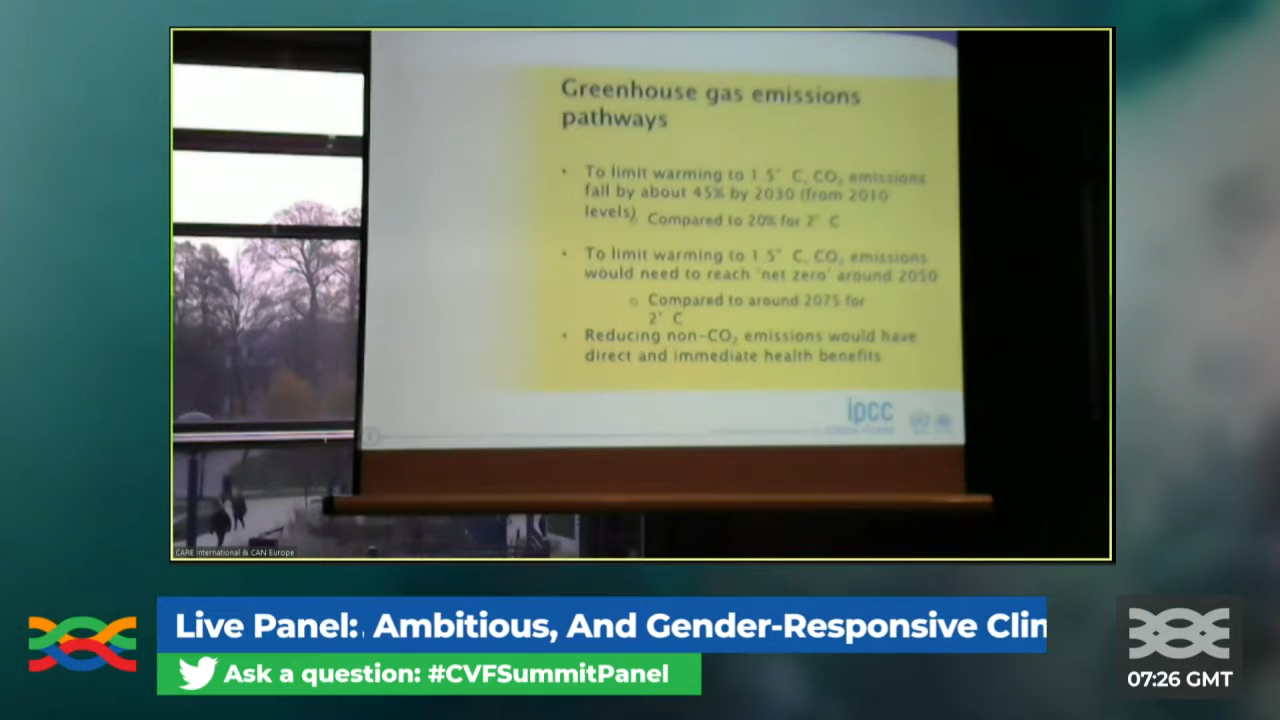 Greenhouse gas emissions
pathways
• To limit warming to 1.5° C, CO₂ emissions
fall by about 45% by 2030 (from 2010
levels)
○ Compared to 20% for 2° C
• To limit warming to 1.5° C, CO₂ emissions
would need to reach 'net zero' around 2050
○ Compared to around 2075 for
2° C
• Reducing non-CO₂ emissions would have
direct and immediate health benefits
ipcc
CARE International & CAN Europe
Live Panel: Ambitious, And Gender-Responsive Clim
Ask a question: #CVFSummitPanel
07:26 GMT